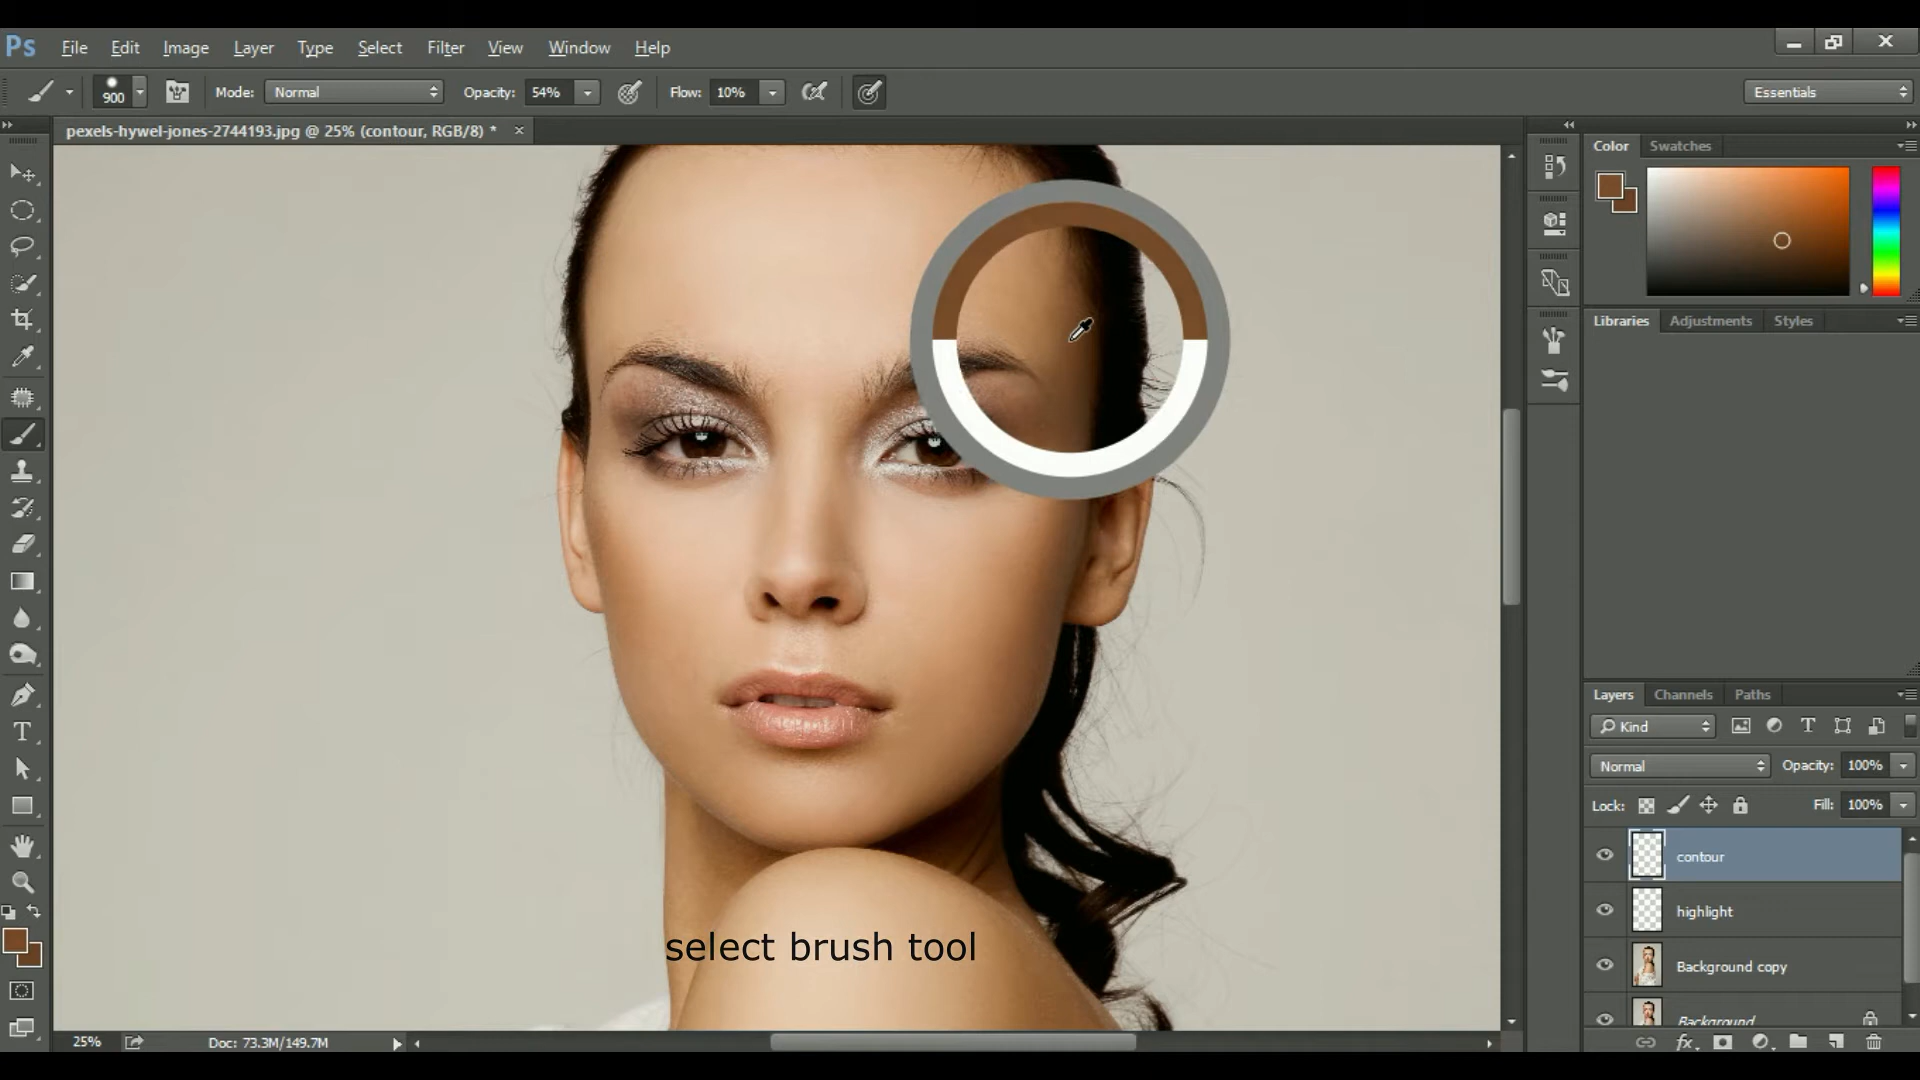 Ps File Edit Image Layer Type Select Filter View Window Help
900 Mode: Normal Opacity: 54% Flow: 10% Essentials
pexels-hywel-jones-2744193.jpg @ 25% (contour, RGB/8) * ×
Color Swatches
Libraries Adjustments Styles
Layers Channels Paths
Kind
Normal Opacity: 100%
Lock: Fill: 100%
contour
highlight
Background copy
Background
select brush tool
25% Doc: 73.3M/149.7M